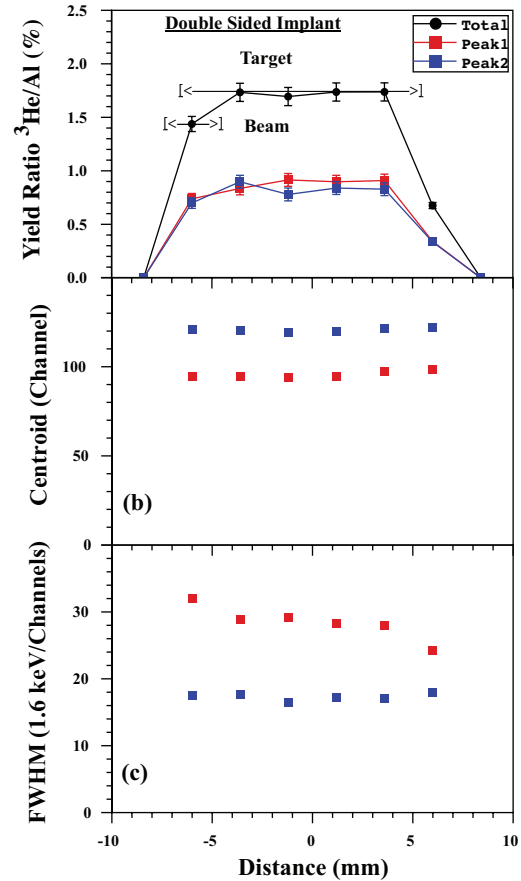 Double Sided Implant
Total
Peak1
Peak2
Target
Beam
Yield Ratio ³He/Al (%)
2.5
2.0
1.5
1.0
0.5
0.0
Centroid (Channel)
100
50
0
(b)
FWHM (1.6 keV/Channels)
30
20
10
0
(c)
-10
-5
0
5
10
Distance (mm)